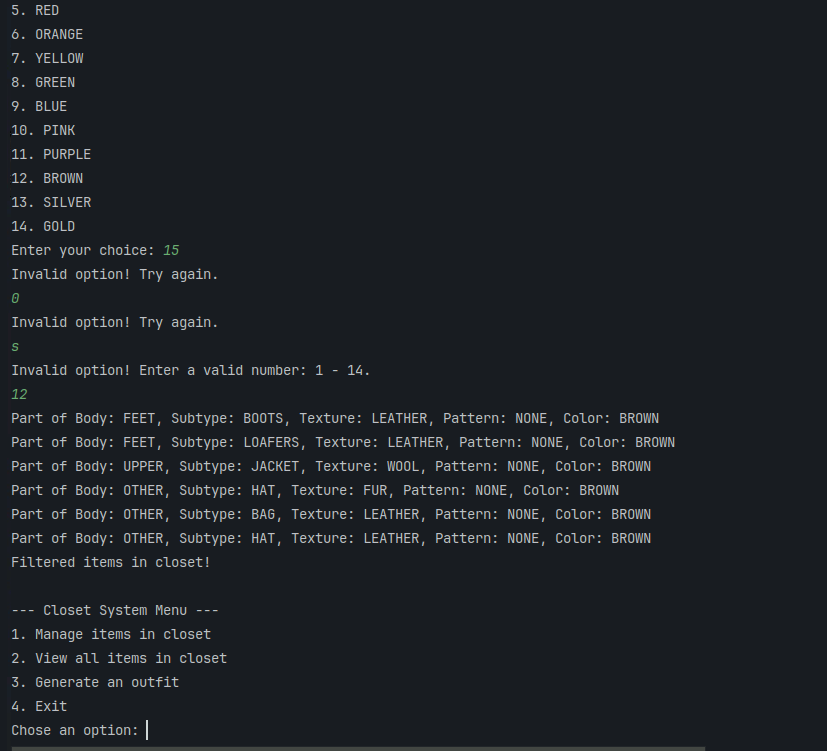 5. RED
6. ORANGE
7. YELLOW
8. GREEN
9. BLUE
10. PINK
11. PURPLE
12. BROWN
13. SILVER
14. GOLD
Enter your choice: 15
Invalid option! Try again.
0
Invalid option! Try again.
s
Invalid option! Enter a valid number: 1 - 14.
12
Part of Body: FEET, Subtype: BOOTS, Texture: LEATHER, Pattern: NONE, Color: BROWN
Part of Body: FEET, Subtype: LOAFERS, Texture: LEATHER, Pattern: NONE, Color: BROWN
Part of Body: UPPER, Subtype: JACKET, Texture: WOOL, Pattern: NONE, Color: BROWN
Part of Body: OTHER, Subtype: HAT, Texture: FUR, Pattern: NONE, Color: BROWN
Part of Body: OTHER, Subtype: BAG, Texture: LEATHER, Pattern: NONE, Color: BROWN
Part of Body: OTHER, Subtype: HAT, Texture: LEATHER, Pattern: NONE, Color: BROWN
Filtered items in closet!
--- Closet System Menu ---
1. Manage items in closet
2. View all items in closet
3. Generate an outfit
4. Exit
Chose an option: